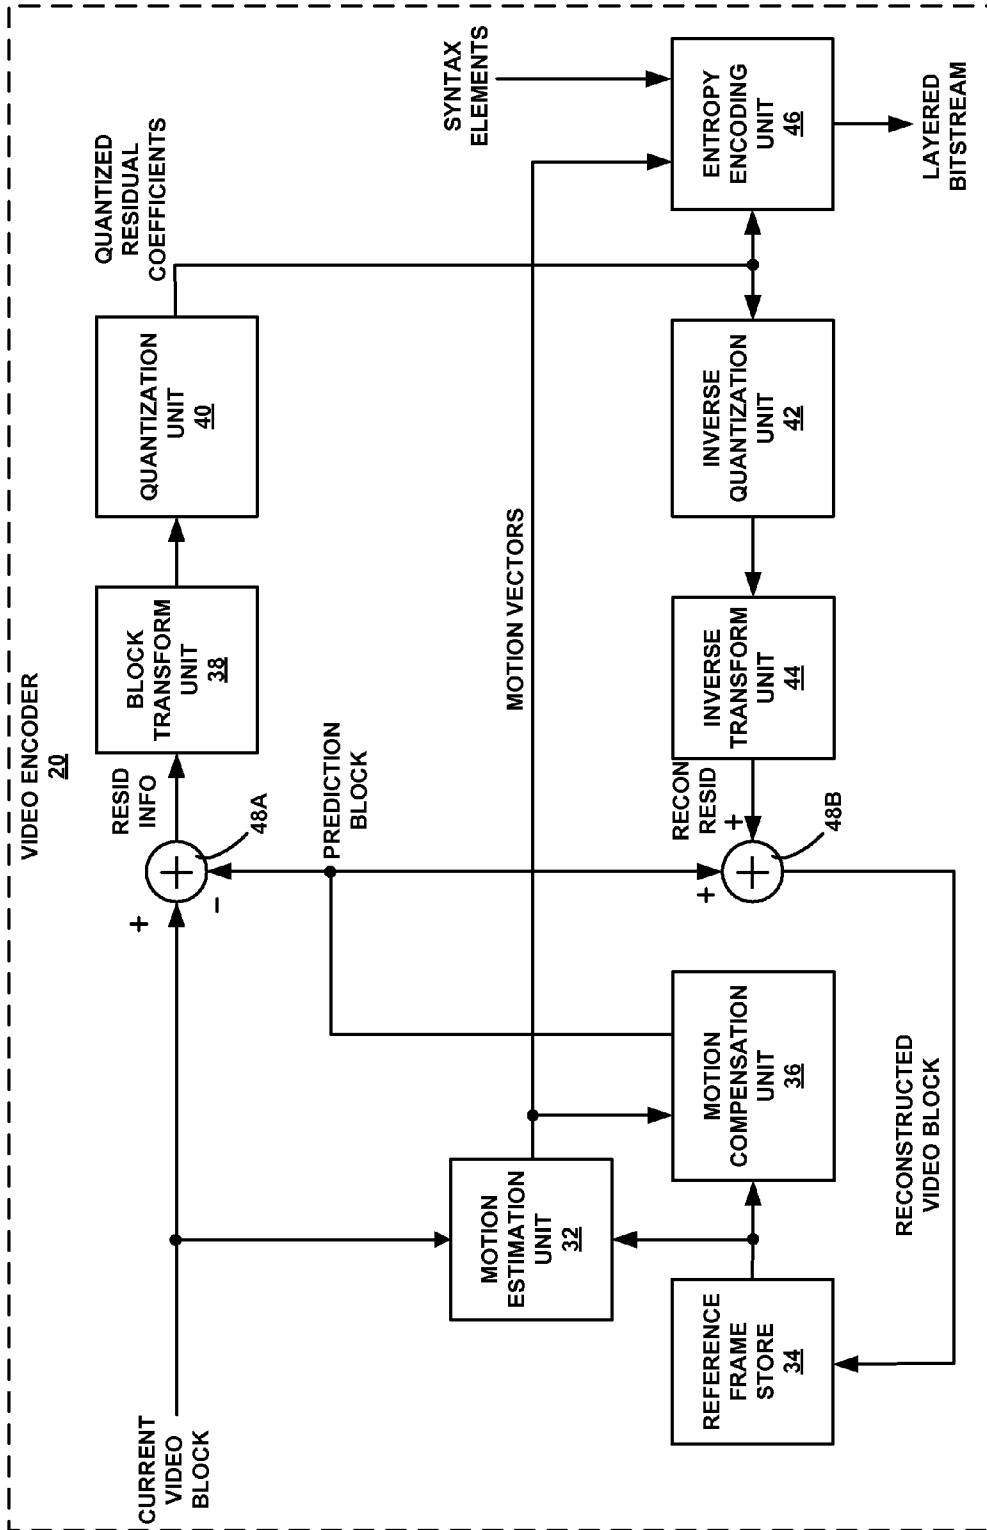 VIDEO ENCODER
20
CURRENT
VIDEO
BLOCK
+
-
48A
RESID
INFO
BLOCK
TRANSFORM
UNIT
38
QUANTIZATION
UNIT
40
QUANTIZED
RESIDUAL
COEFFICIENTS
PREDICTION
BLOCK
MOTION
ESTIMATION
UNIT
32
MOTION VECTORS
SYNTAX
ELEMENTS
REFERENCE
FRAME
STORE
34
MOTION
COMPENSATION
UNIT
36
+
+
48B
RECON
RESID
INVERSE
TRANSFORM
UNIT
44
INVERSE
QUANTIZATION
UNIT
42
ENTROPY
ENCODING
UNIT
46
RECONSTRUCTED
VIDEO BLOCK
LAYERED
BITSTREAM